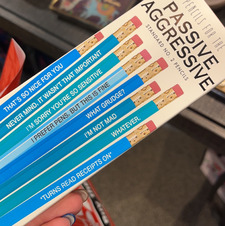 PASSIVE
AGGRESSIVE
STANDARD NO. 2 PENCILS
THAT'S SO NICE FOR YOU
NEVER MIND, IT WASN'T THAT IMPORTANT
I'M SORRY YOU'RE SO SENSITIVE
I PREFER PENS, BUT THIS IS FINE
WHAT GRUDGE?
I'M NOT MAD
WHATEVER.
*TURNS READ RECEIPTS ON*